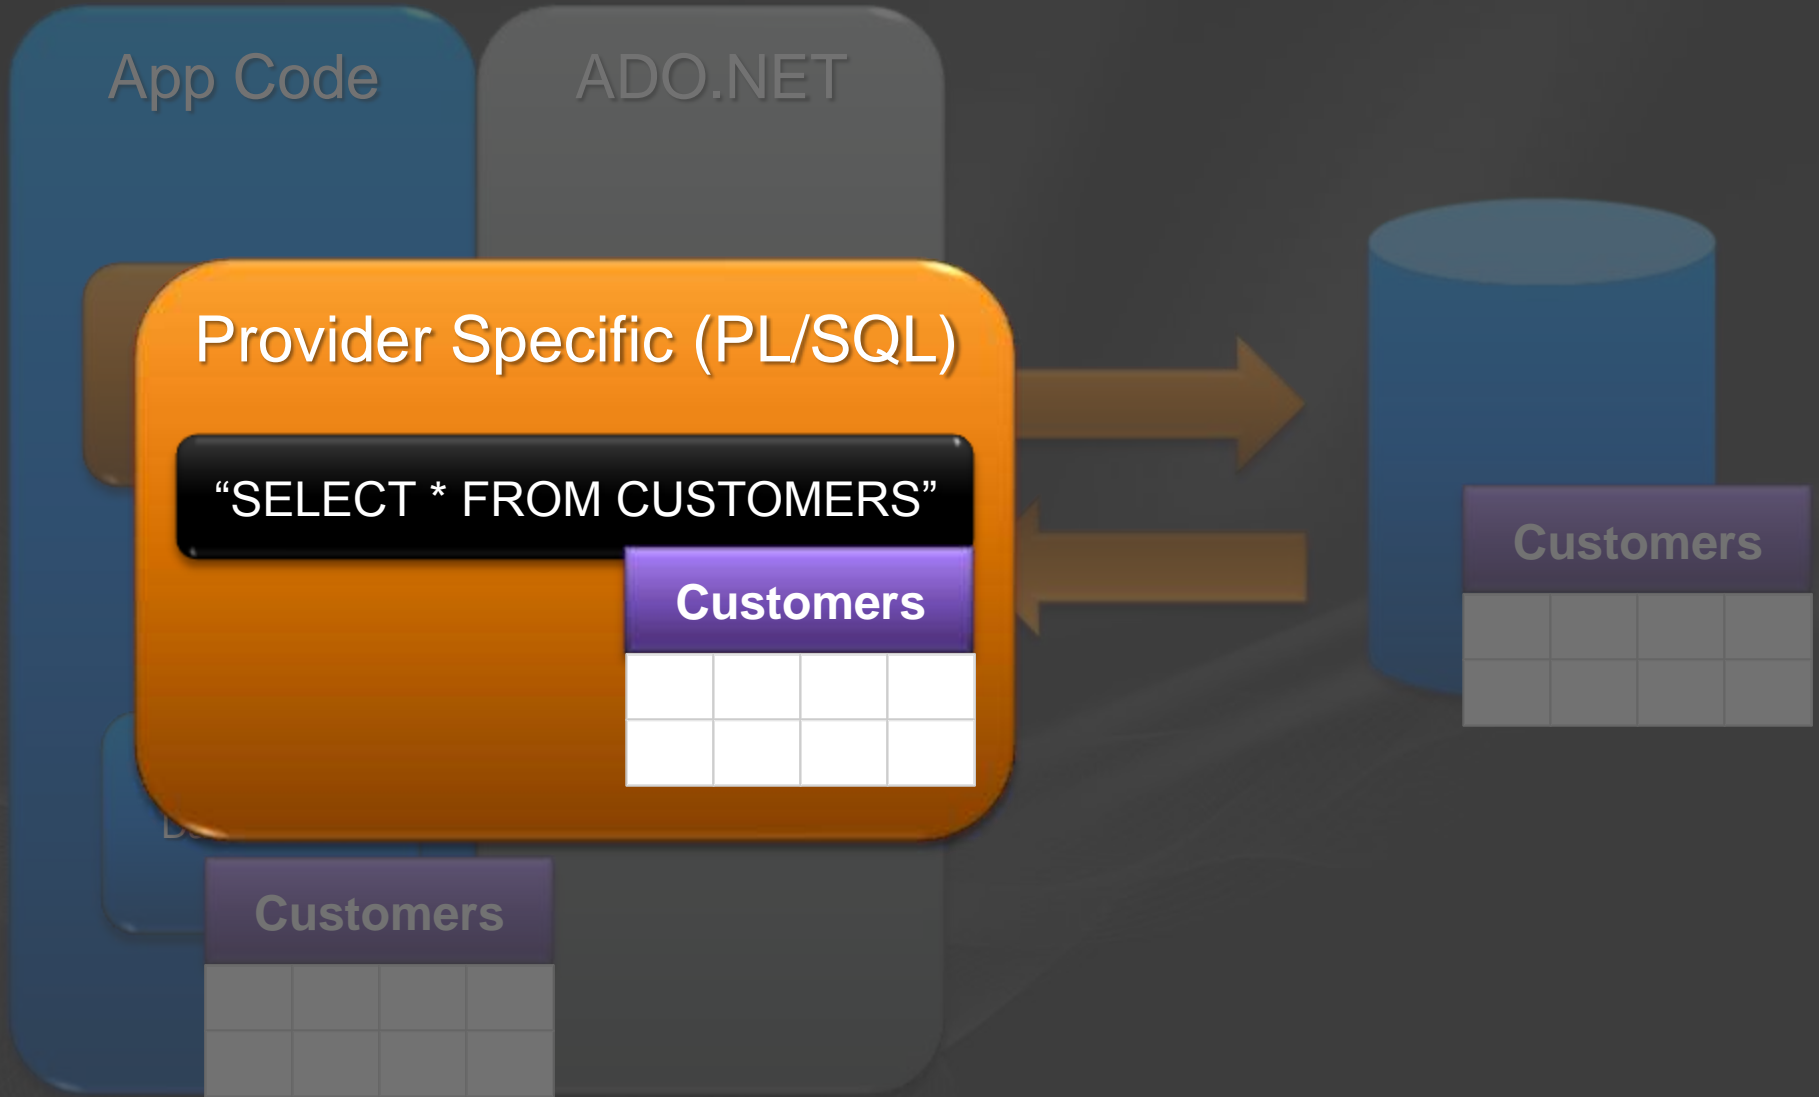 App Code
ADO.NET
Provider Specific (PL/SQL)
“SELECT * FROM CUSTOMERS”
Customers
Customers
Customers